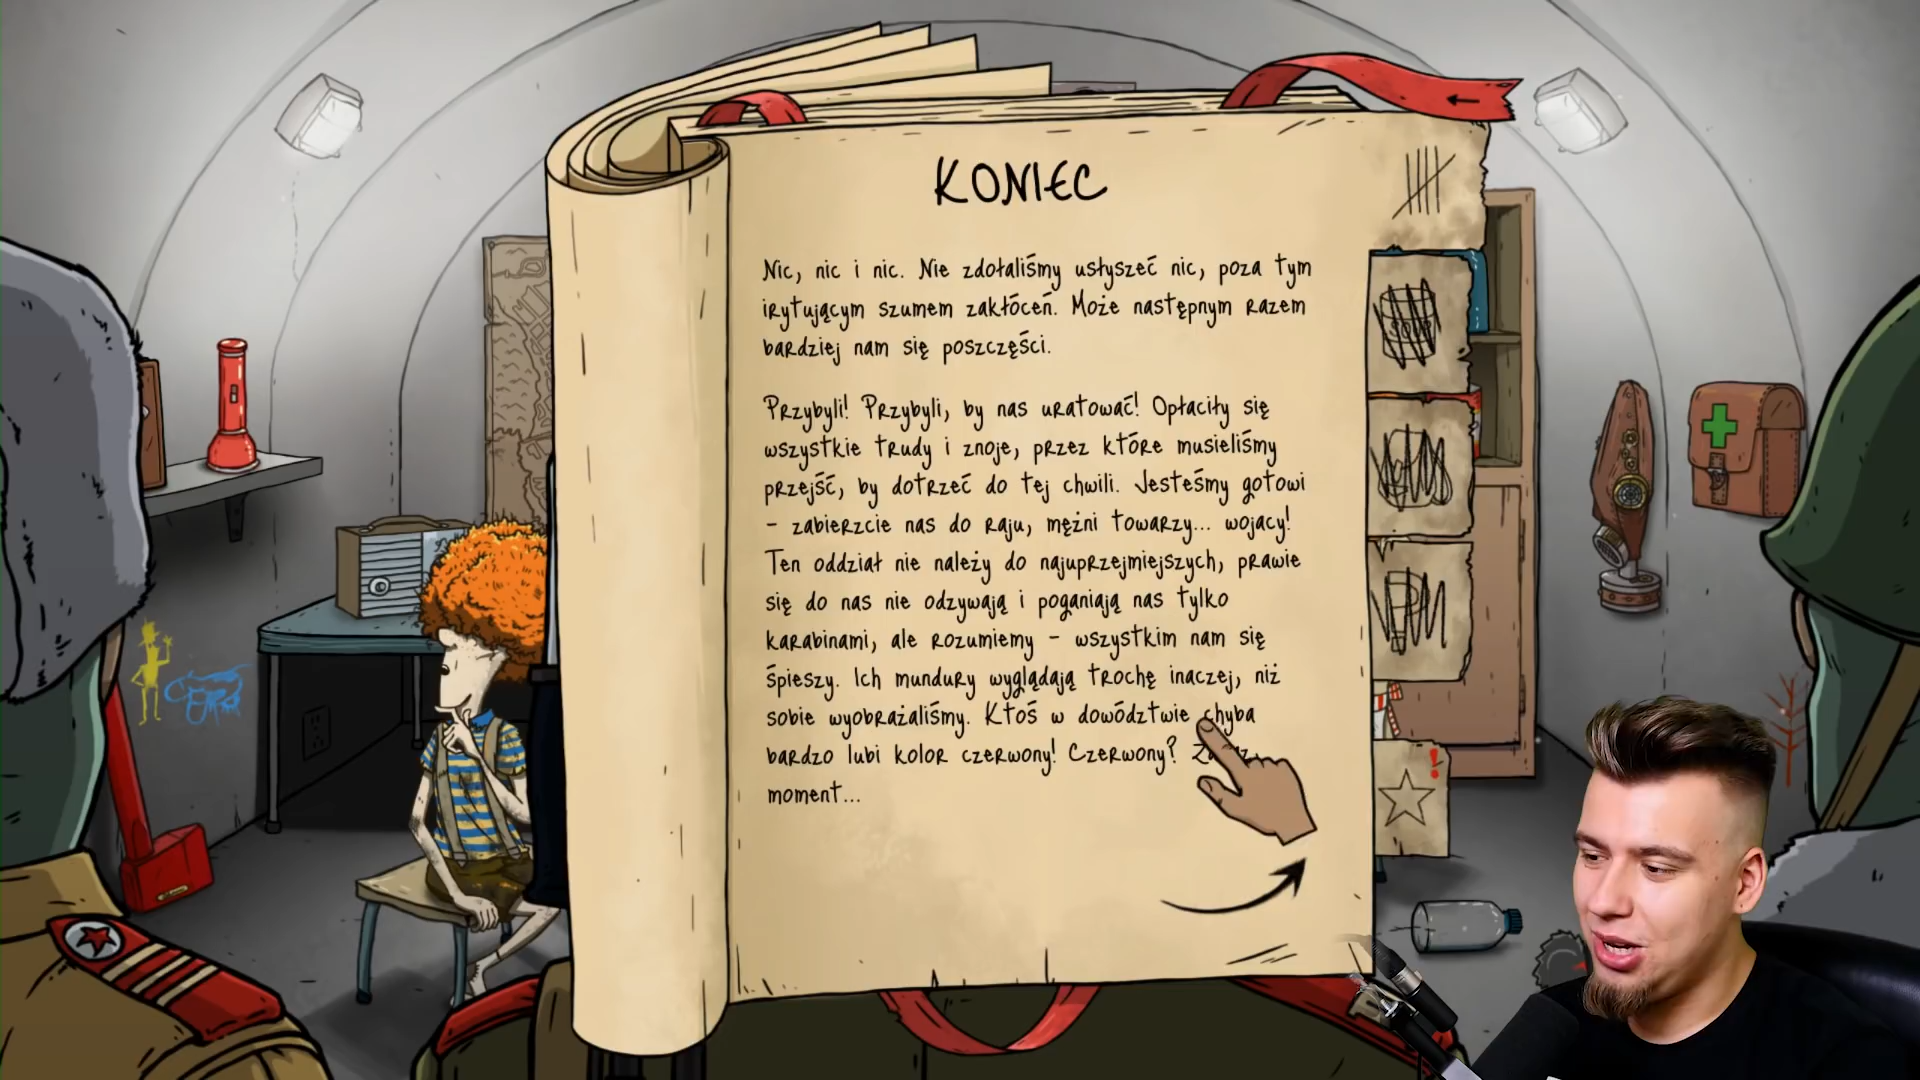 KONIEC
Nic, nic i nic. Nie zdołaliśmy usłyszeć nic, poza tym
irytującym szumem zakłóceń. Może następnym razem
bardziej nam się poszczęści.
Przybyli! Przybyli, by nas uratować! Opłaciły się
wszystkie trudy i znoje, przez które musieliśmy
przejść, by dotrzeć do tej chwili. Jesteśmy gotowi
- zabierzcie nas do raju, mężni towarzy... wojacy!
Ten oddział nie należy do najuprzejmiejszych, prawie
się do nas nie odzywają i poganiają nas tylko
karabinami, ale rozumiemy - wszystkim nam się
śpieszy. Ich mundury wyglądają trochę inaczej, niż
sobie wyobrażaliśmy. Ktoś w dowództwie chyba
bardzo lubi kolor czerwony! Czerwony?
moment...